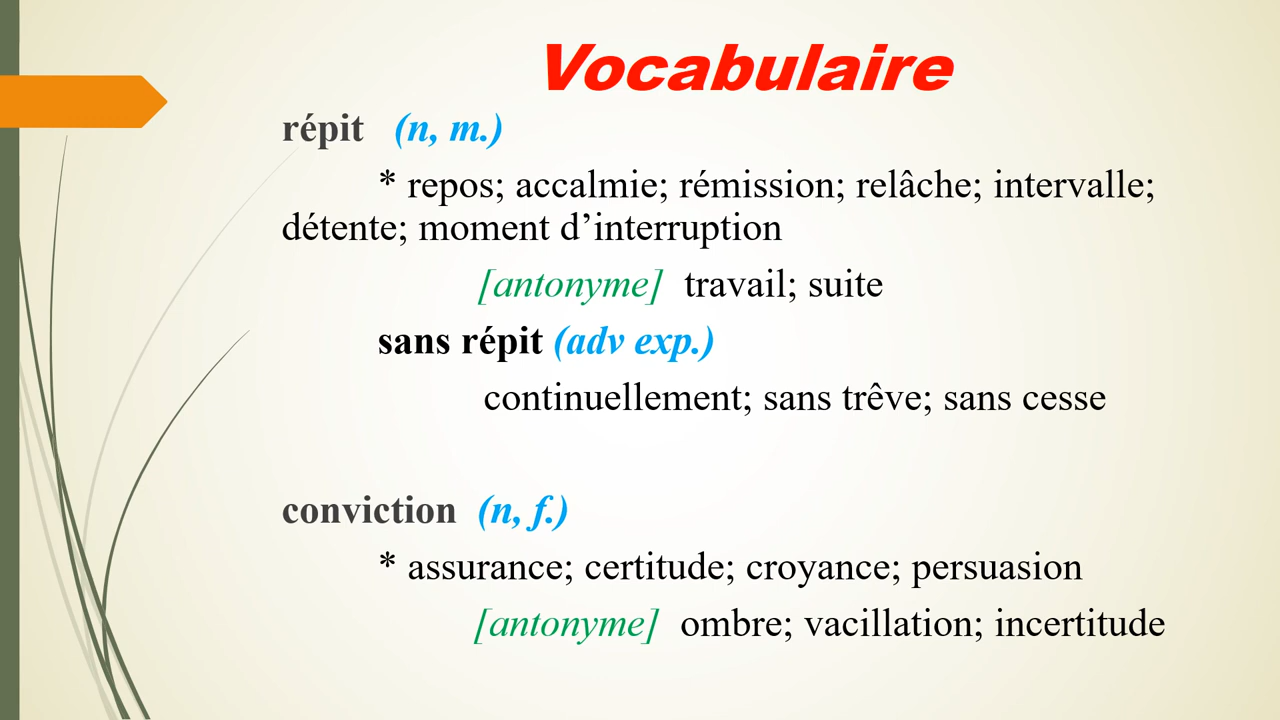 Vocabulaire
répit (n, m.)
* repos; accalmie; rémission; relâche; intervalle;
détente; moment d’interruption
[antonyme] travail; suite
sans répit (adv exp.)
continuellement; sans trêve; sans cesse
conviction (n, f.)
* assurance; certitude; croyance; persuasion
[antonyme] ombre; vacillation; incertitude